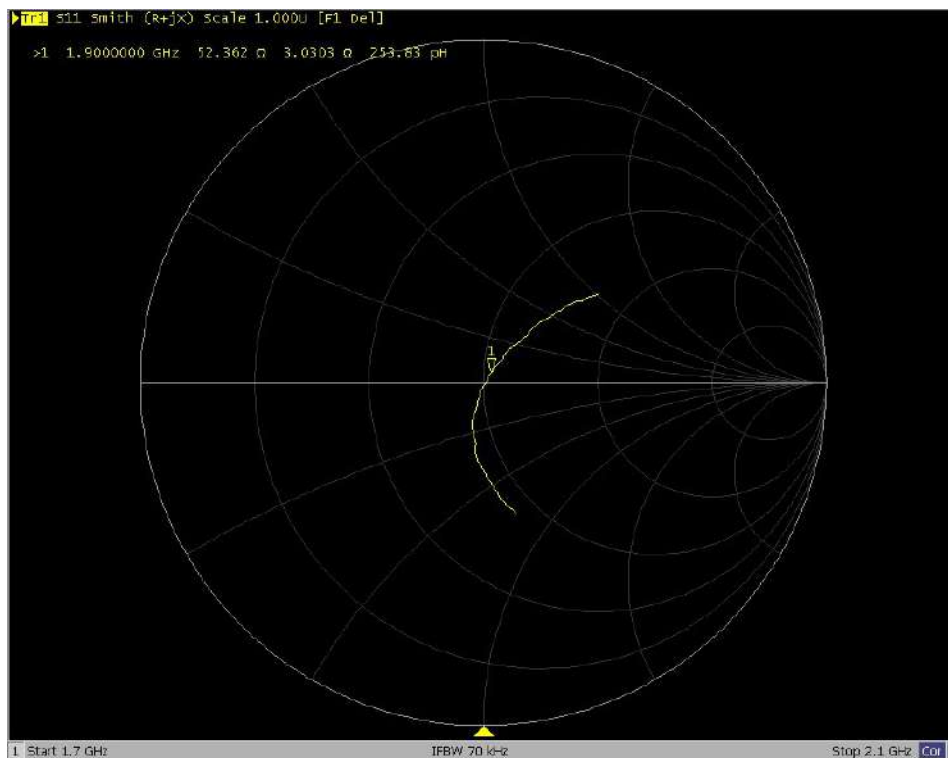 Tr1 S11 Smith (R+jX) Scale 1.000U [F1 Del]
>1 1.9000000 GHz 52.362 Ω 3.0303 Ω 253.83 pH
1
1 Start 1.7 GHz IFBW 70 kHz Stop 2.1 GHz Cor